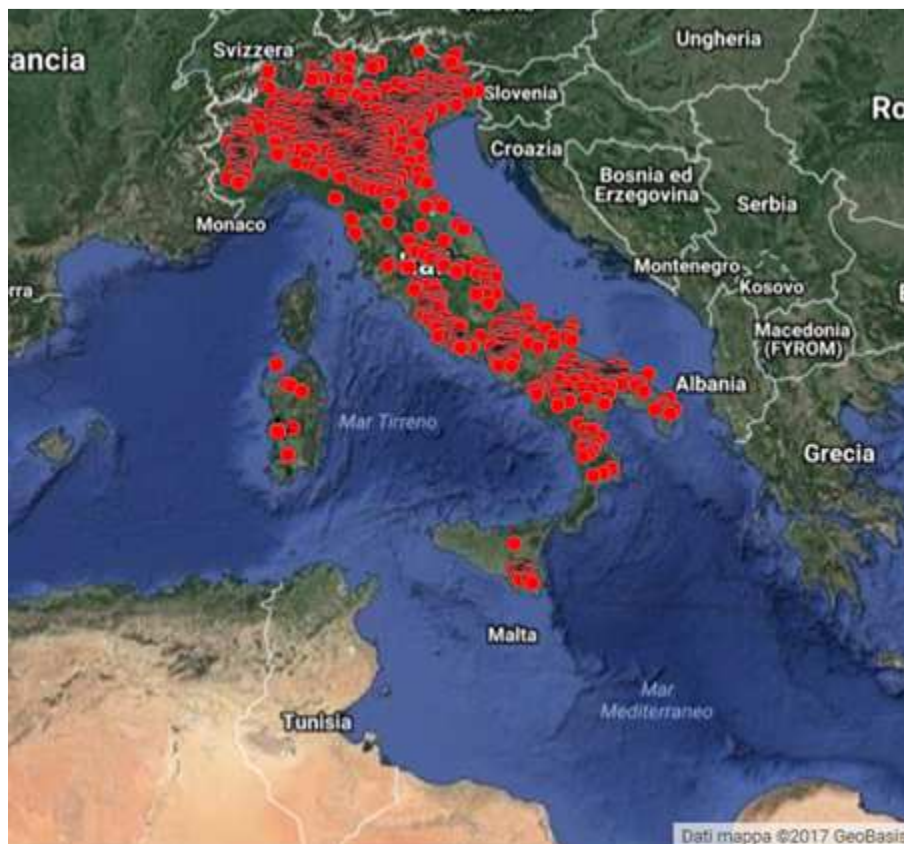 Svizzera
Ungheria
ancia
Slovenia
Ro
Croazia
Bosnia ed
Erzegovina
Serbia
Monaco
Montenegro
Kosovo
rra
Macedonia
(FYROM)
Albania
Mar Tirreno
Grecia
Malta
Mar
Mediterraneo
Tunisia
Dati mappa ©2017 GeoBasis